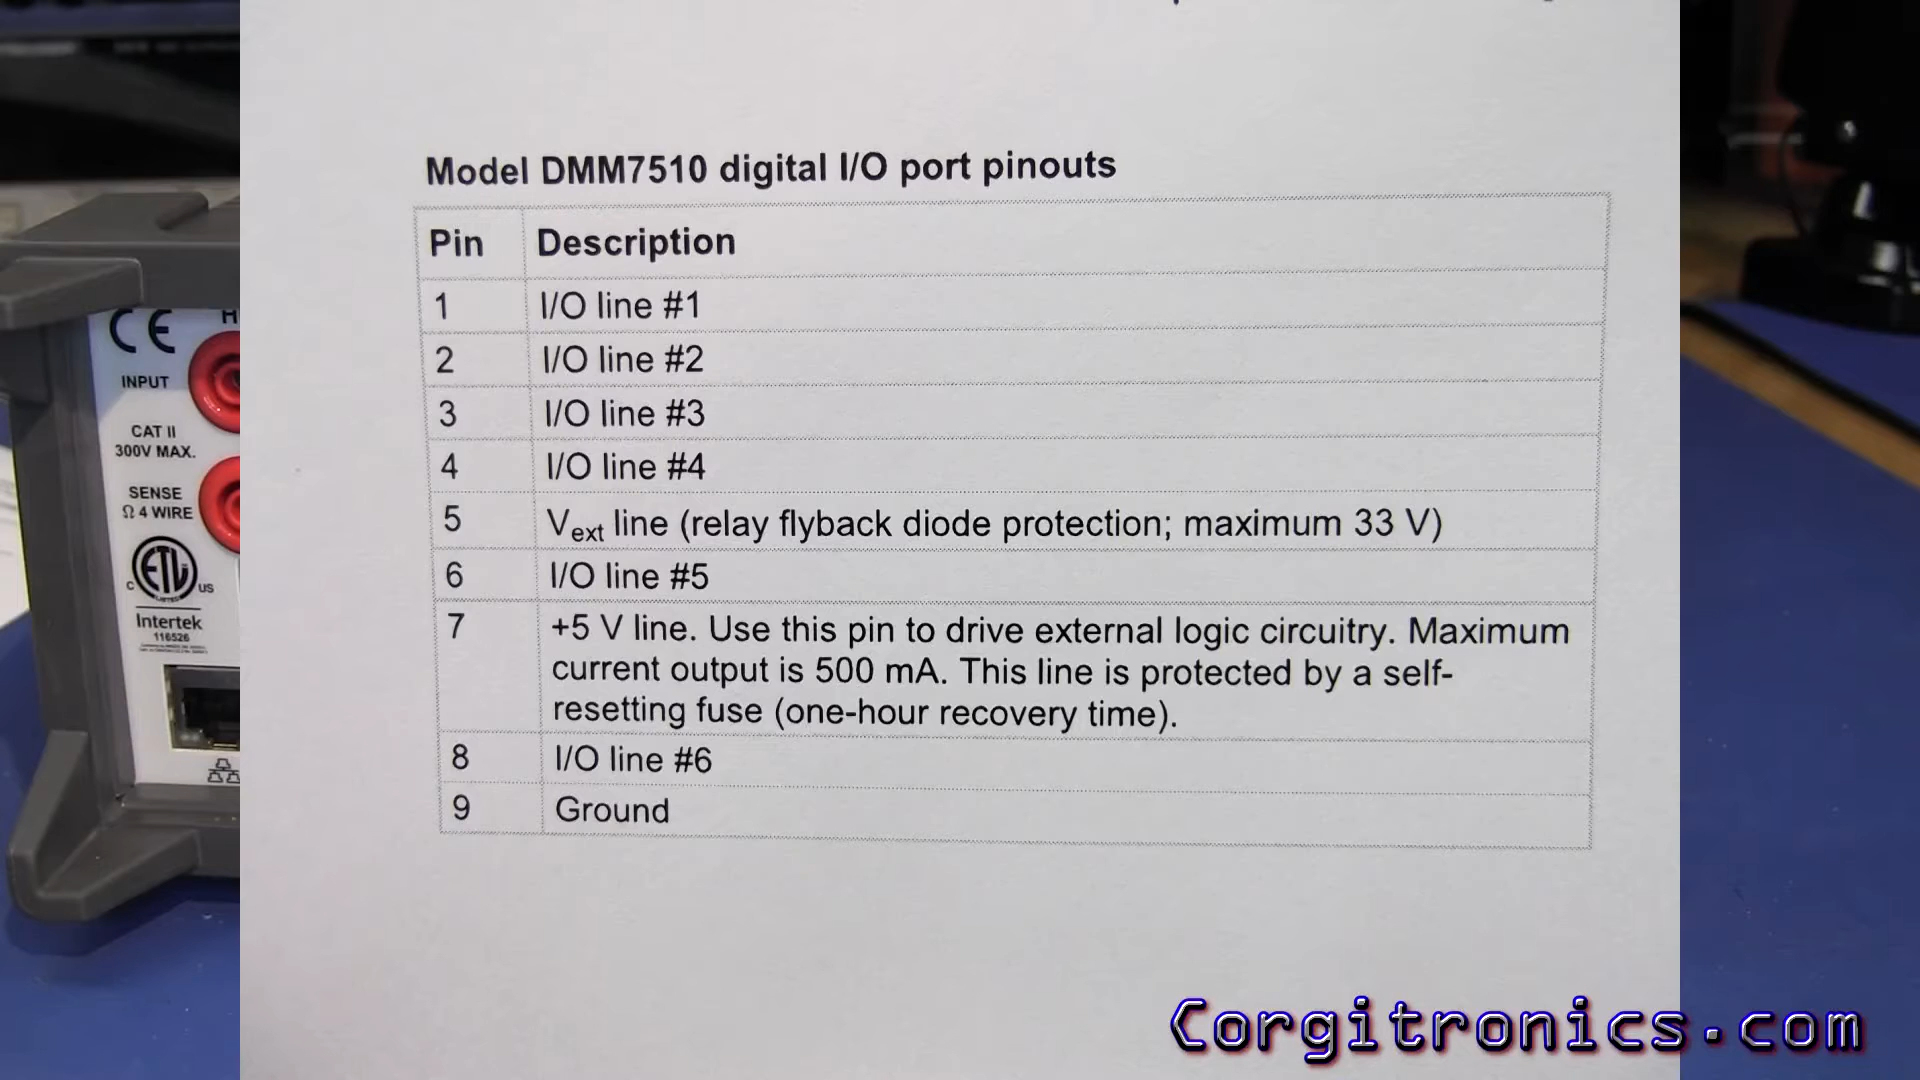 Model DMM7510 digital I/O port pinouts
Pin Description
1 I/O line #1
2 I/O line #2
3 I/O line #3
4 I/O line #4
5 Vext line (relay flyback diode protection; maximum 33 V)
6 I/O line #5
7 +5 V line. Use this pin to drive external logic circuitry. Maximum
current output is 500 mA. This line is protected by a self-
resetting fuse (one-hour recovery time).
8 I/O line #6
9 Ground
CE
INPUT
CAT II
300V MAX.
SENSE
Ω 4 WIRE
C ETL US
LISTED
Intertek
116526
Corgitronics.com